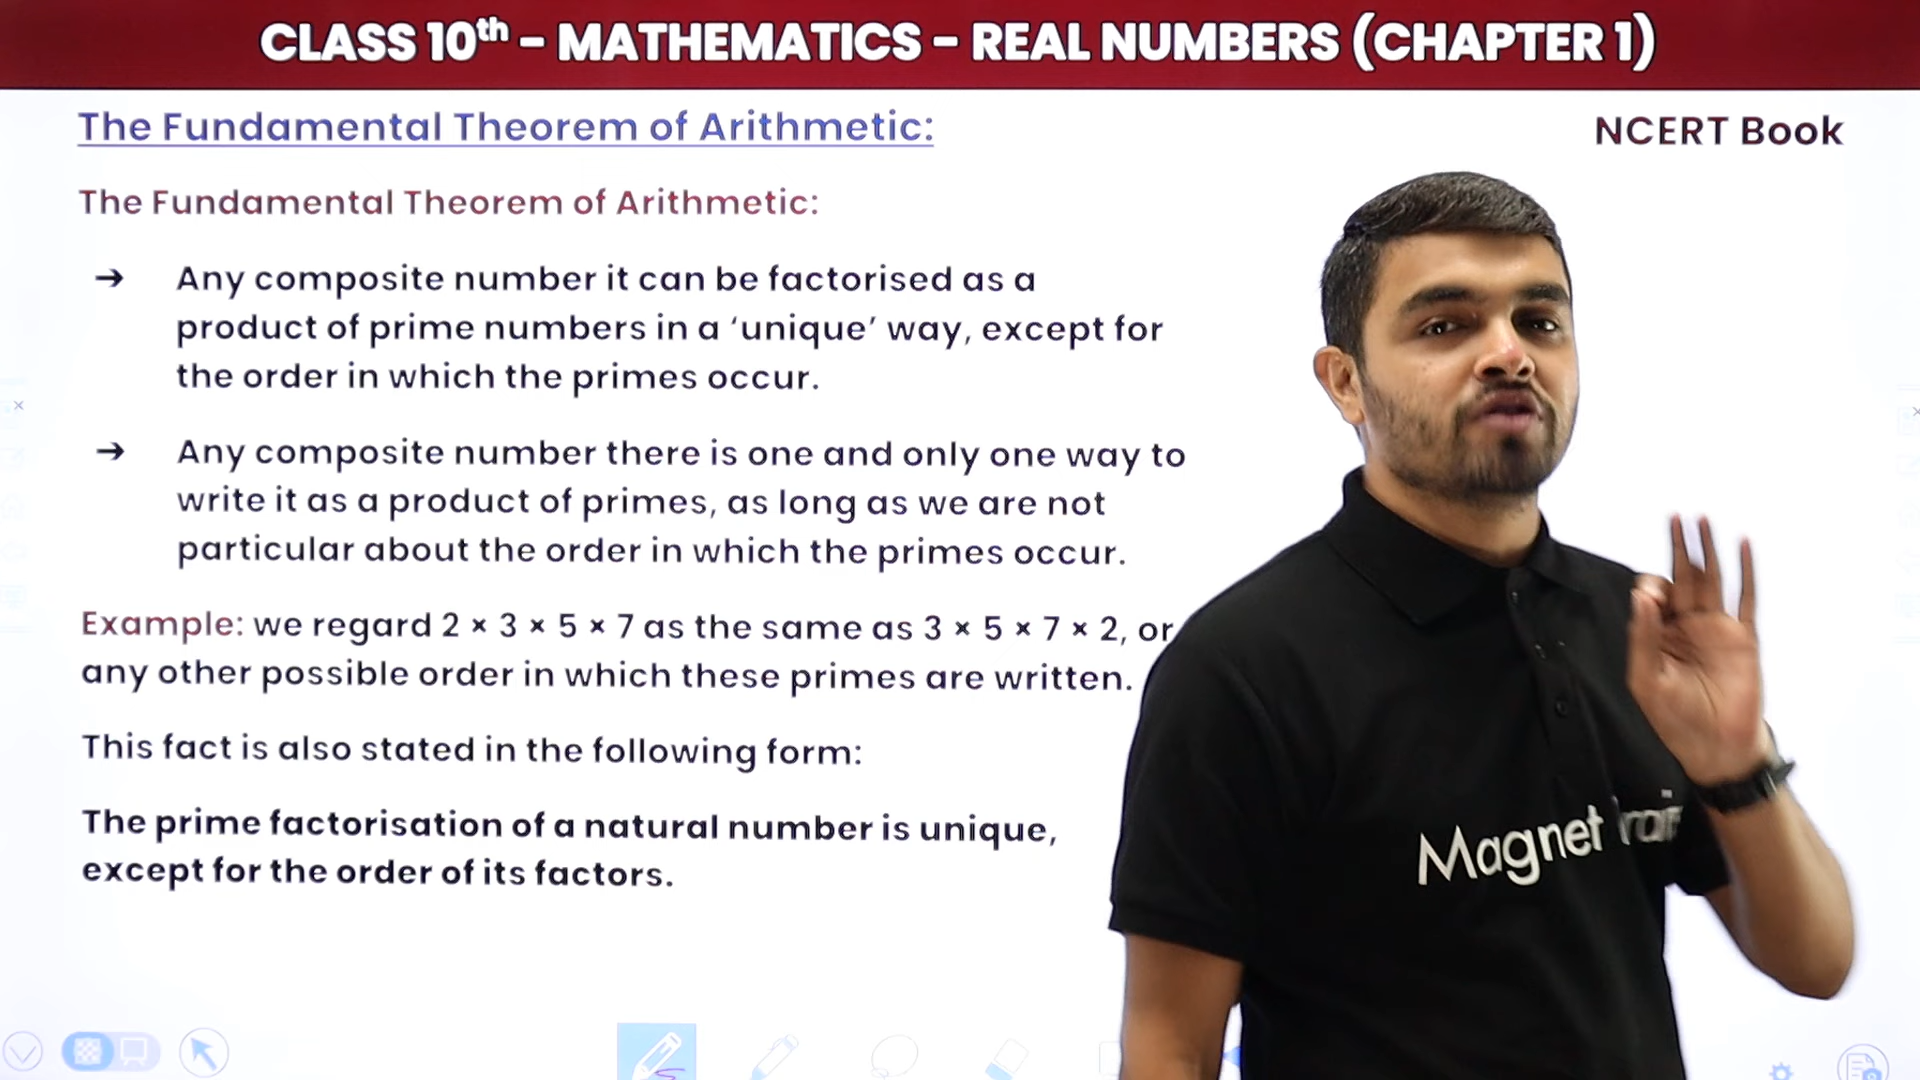 CLASS 10th - MATHEMATICS - REAL NUMBERS (CHAPTER 1)
The Fundamental Theorem of Arithmetic:
NCERT Book
The Fundamental Theorem of Arithmetic:
→ Any composite number it can be factorised as a
product of prime numbers in a ‘unique’ way, except for
the order in which the primes occur.
→ Any composite number there is one and only one way to
write it as a product of primes, as long as we are not
particular about the order in which the primes occur.
Example: we regard 2 × 3 × 5 × 7 as the same as 3 × 5 × 7 × 2, or
any other possible order in which these primes are written.
This fact is also stated in the following form:
The prime factorisation of a natural number is unique,
except for the order of its factors.
Magnet